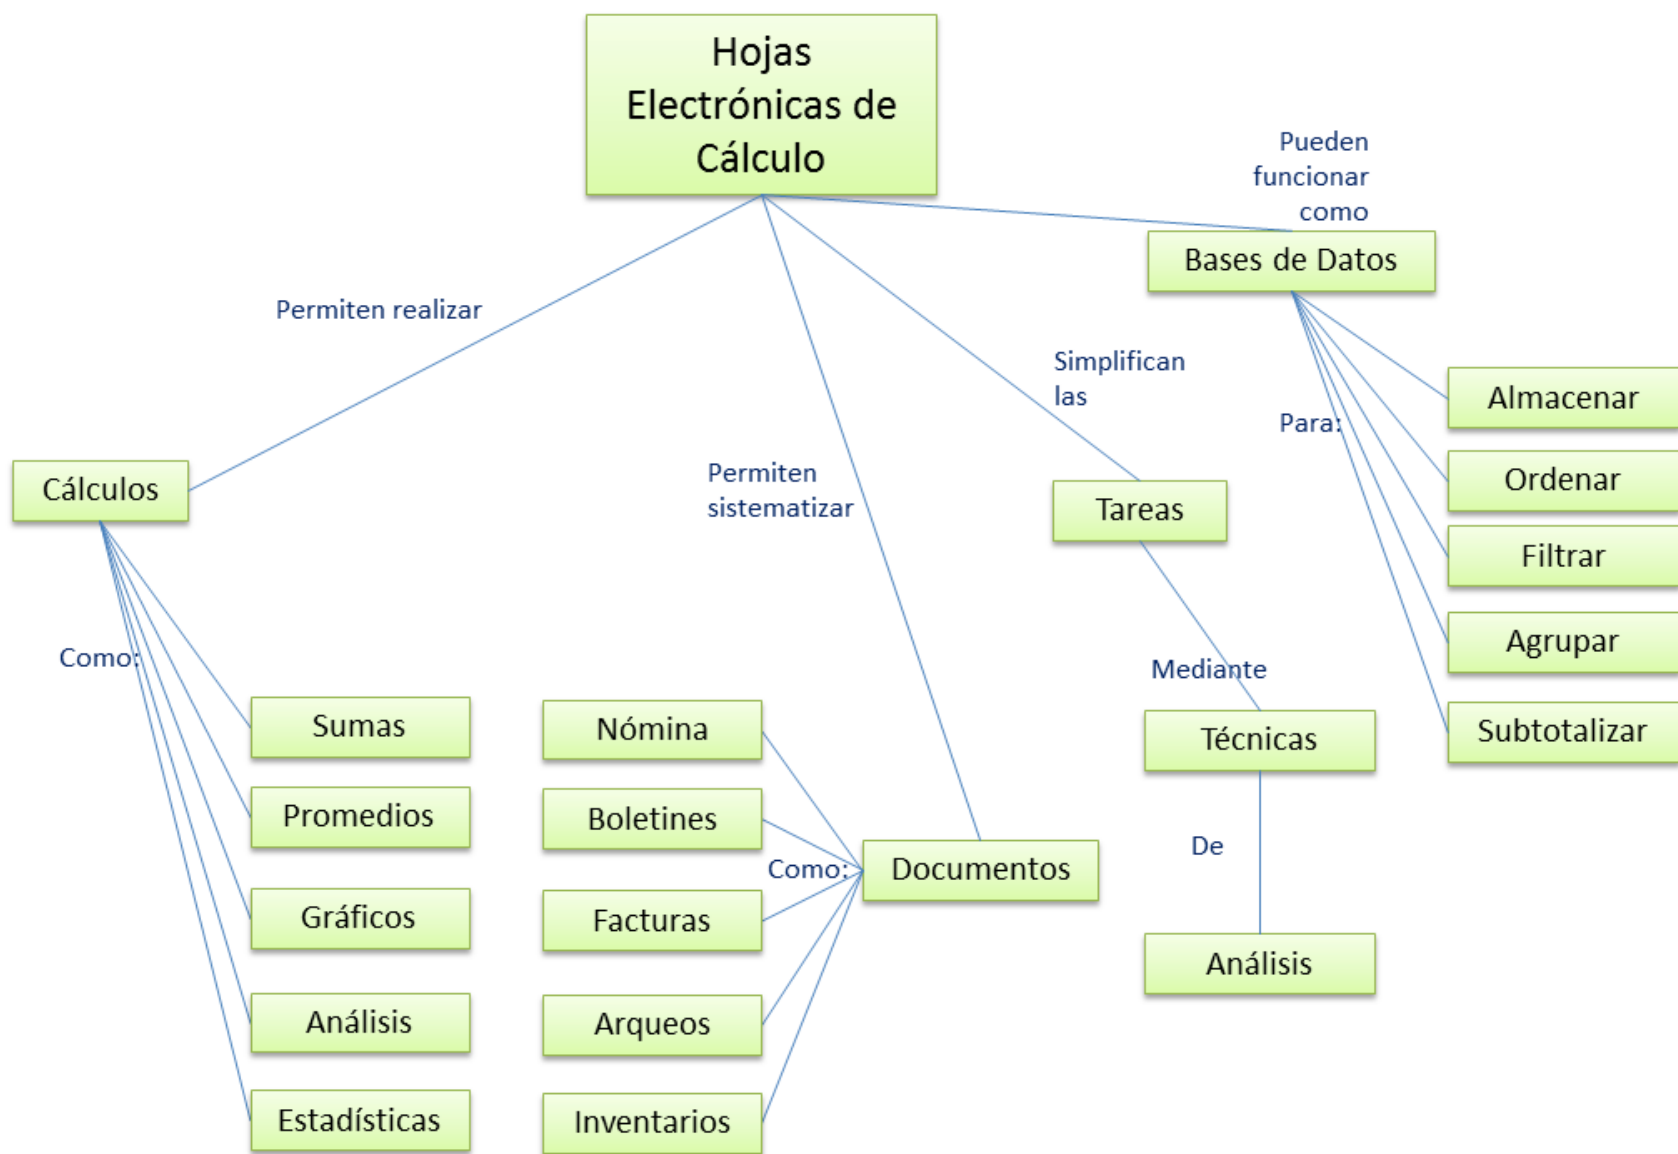 Hojas
Electrónicas de
Cálculo
Pueden
funcionar
como
Bases de Datos
Permiten realizar
Simplifican
las
Almacenar
Para:
Ordenar
Cálculos
Permiten
sistematizar
Tareas
Filtrar
Agrupar
Como:
Mediante
Sumas
Nómina
Técnicas
Subtotalizar
Promedios
Boletines
De
Como:
Documentos
Gráficos
Facturas
Análisis
Análisis
Arqueos
Estadísticas
Inventarios